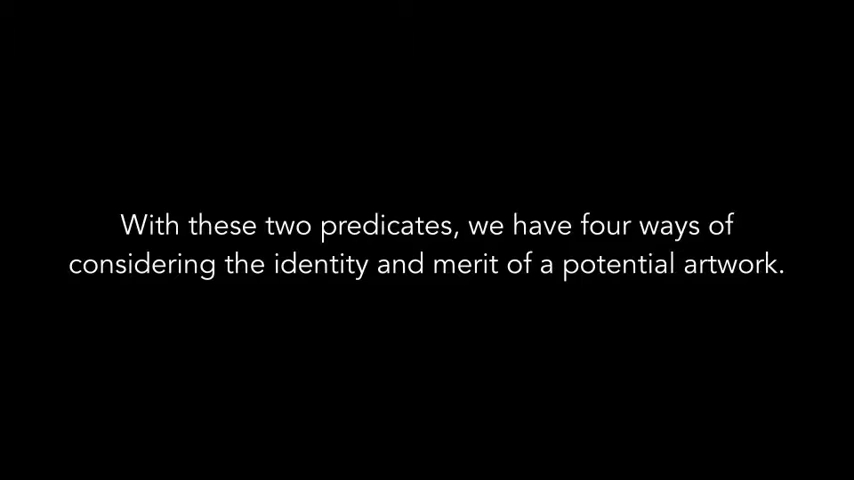 With these two predicates, we have four ways of
considering the identity and merit of a potential artwork.